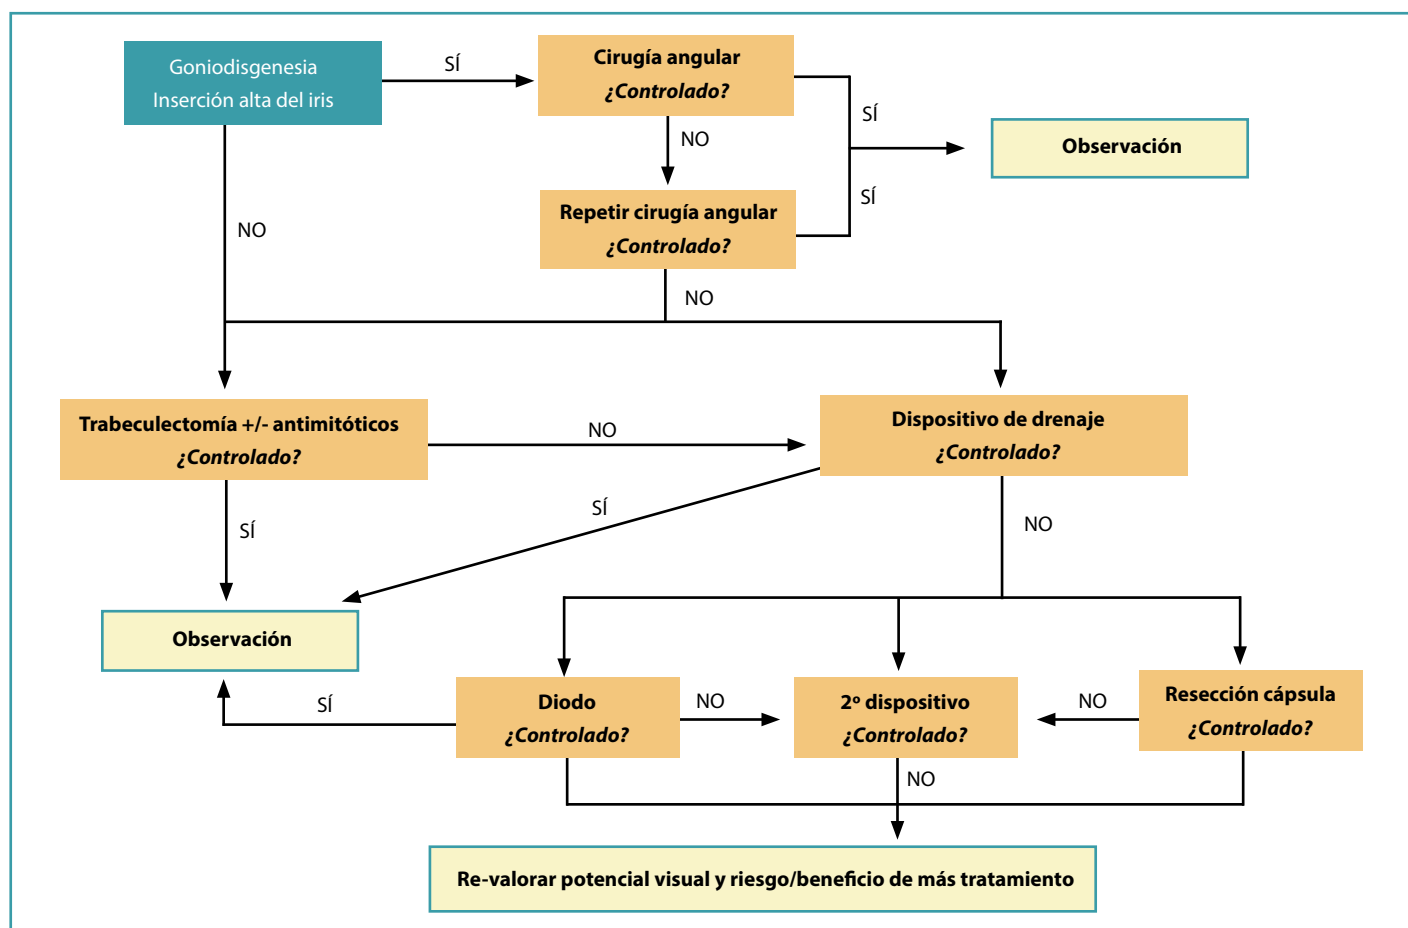 Goniodisgenesia
Inserción alta del iris
SÍ
Cirugía angular
¿Controlado?
SÍ
NO
Observación
SÍ
Repetir cirugía angular
¿Controlado?
NO
NO
Trabeculectomía +/- antimitóticos
¿Controlado?
NO
Dispositivo de drenaje
¿Controlado?
SÍ
SÍ
NO
Observación
SÍ
Diodo
¿Controlado?
NO
2º dispositivo
¿Controlado?
NO
Resección cápsula
¿Controlado?
NO
Re-valorar potencial visual y riesgo/beneficio de más tratamiento